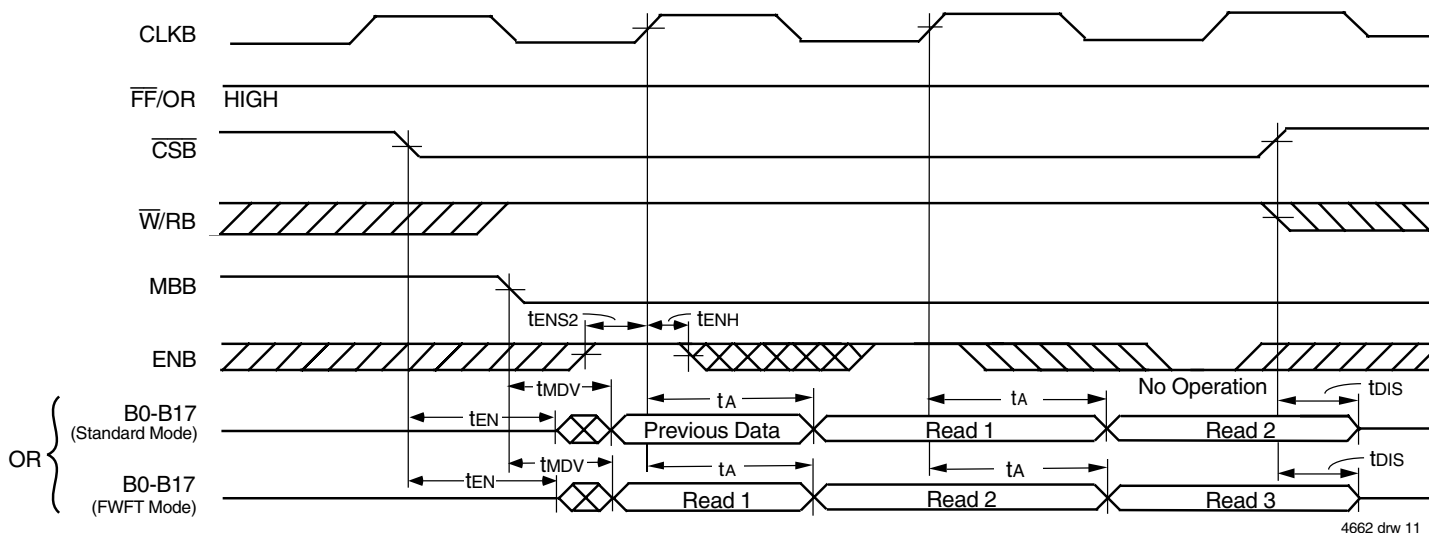 CLKB
FF/OR HIGH
CSB
W/RB
MBB
tENS2 tENH
ENB
No Operation
tMDV tA tA tDIS
B0-B17 tEN Previous Data Read 1 Read 2
(Standard Mode)
OR
tMDV tA tA tDIS
B0-B17 tEN Read 1 Read 2 Read 3
(FWFT Mode)
4662 drw 11